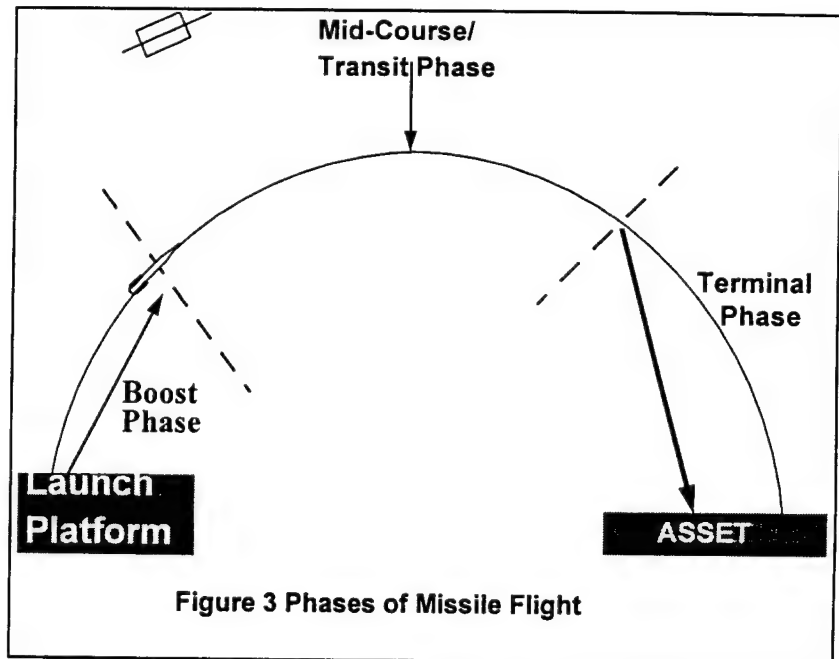 Mid-Course/
Transit Phase
Terminal
Phase
Boost
Phase
Launch
Platform
ASSET
Figure 3 Phases of Missile Flight